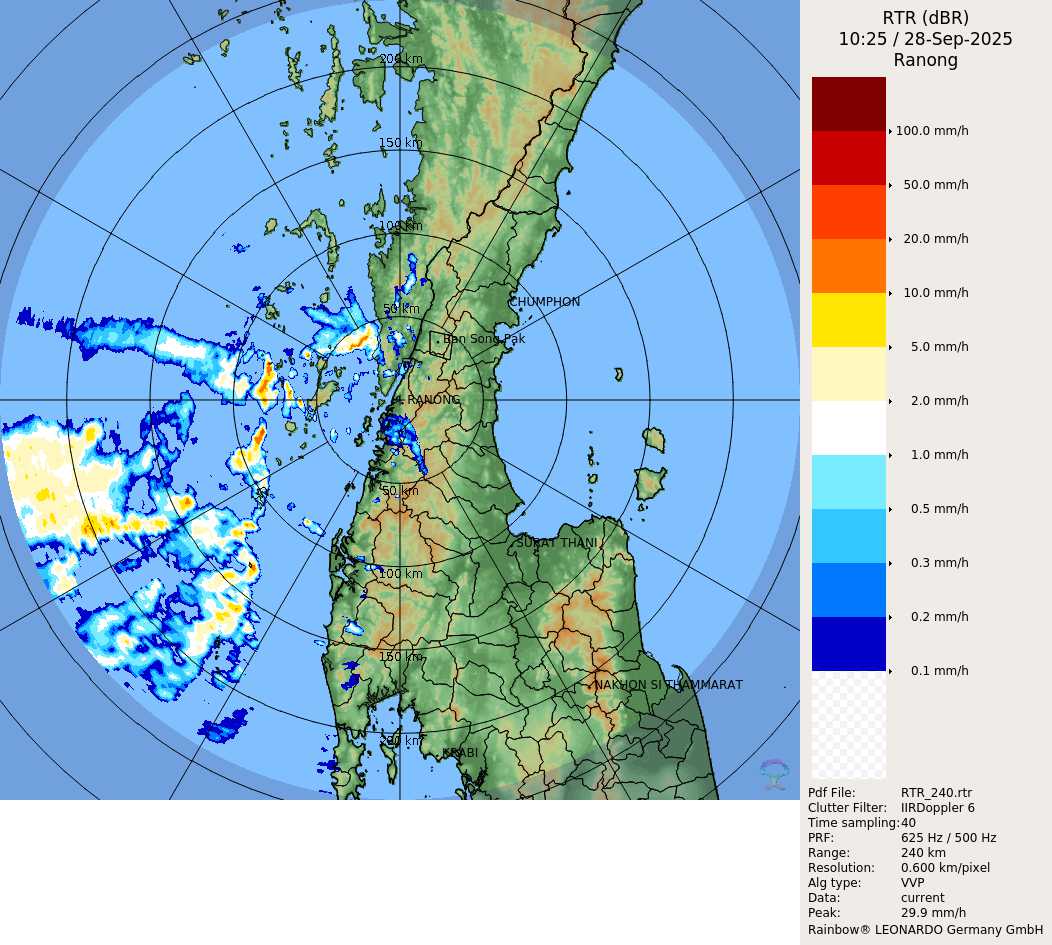 RTR (dBR)
10:25 / 28-Sep-2025
Ranong
100.0 mm/h
50.0 mm/h
20.0 mm/h
10.0 mm/h
5.0 mm/h
2.0 mm/h
1.0 mm/h
0.5 mm/h
0.3 mm/h
0.2 mm/h
0.1 mm/h
Pdf File: RTR_240.rtr
Clutter Filter: IIRDoppler 6
Time sampling:40
PRF: 625 Hz / 500 Hz
Range: 240 km
Resolution: 0.600 km/pixel
Alg type: VVP
Data: current
Peak: 29.9 mm/h
Rainbow® LEONARDO Germany GmbH
200 km
150 km
100 km
CHUMPHON
50 km
Ban Song Pak
RANONG
50 km
SURAT THANI
100 km
150 km
NAKHON SI THAMMARAT
200 km
KRABI